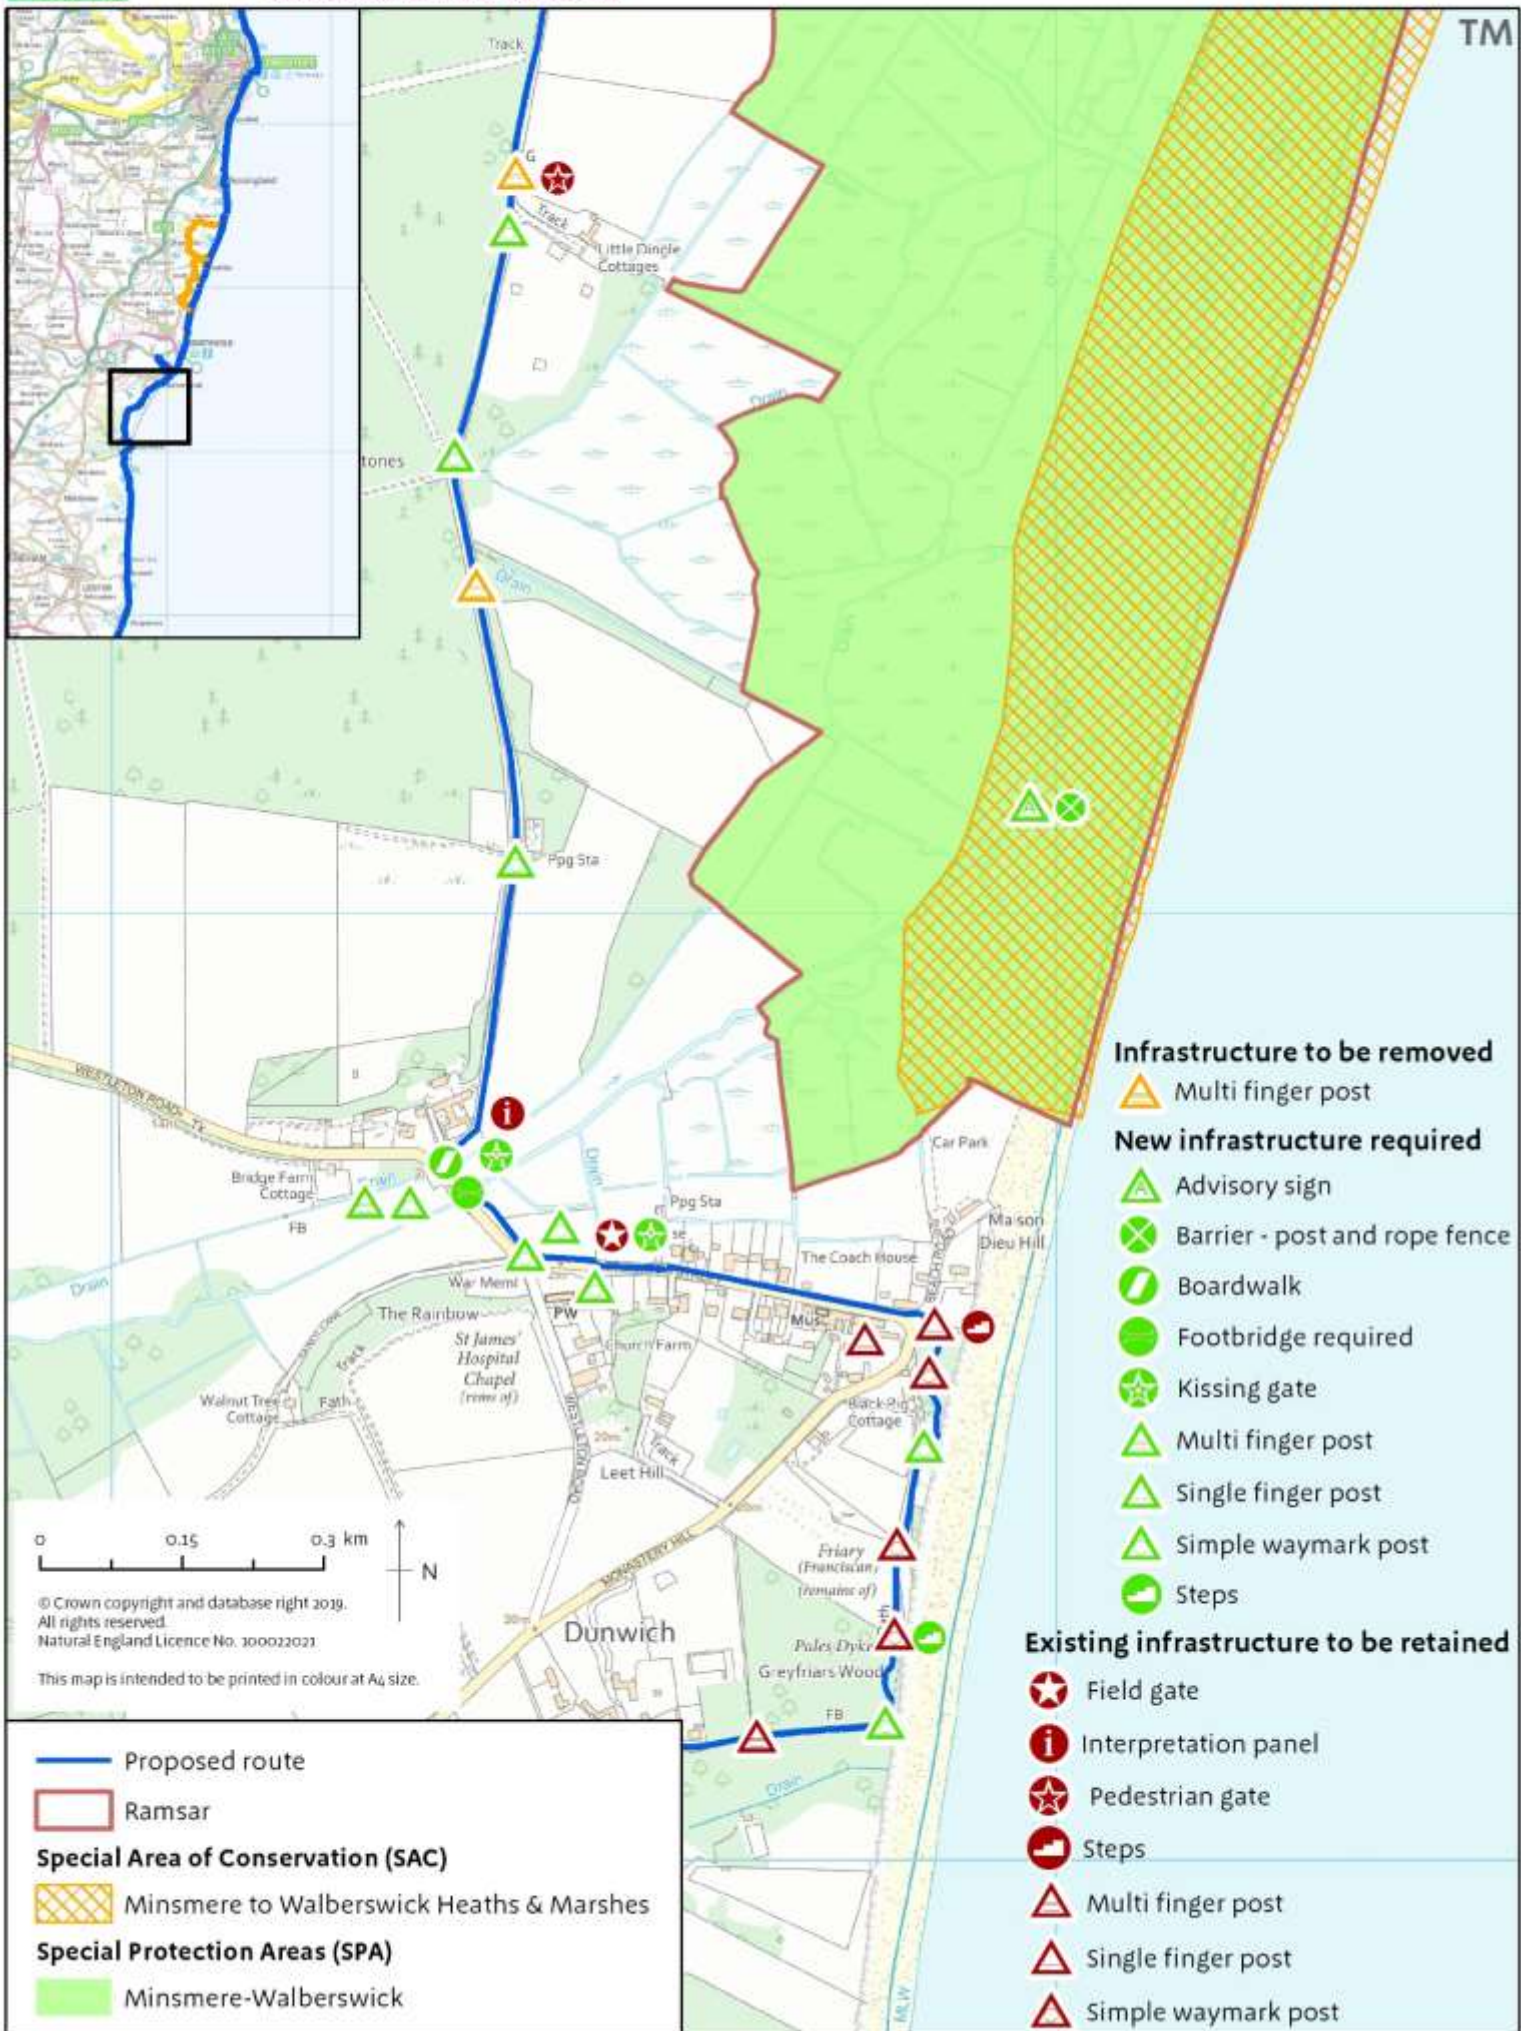 TM
Track
G
Track
Little Dingle
Cottages
Drain
tones
Drain
Drain
Ppg Sta
WESTLETON ROAD
Bridge Farm
Cottage
FB
Drain
Drain
Ppg Sta
Car Park
Maison
Dieu Hill
BEACH ROAD
The Coach House
War Meml
The Rainbow
PW
Mus
St James'
Hospital
Chapel
(rems of)
Church Farm
Track
Walnut Tree
Cottage
Path
Black Pig
Cottage
WESTLETON ROAD
20m
Track
Leet Hill
MONASTERY HILL
Friary
(Franciscan)
(remains of)
Dunwich
Pales Dyke
Greyfriars Wood
FB
Drain
MLW
0 0.15 0.3 km
N
© Crown copyright and database right 2019.
All rights reserved.
Natural England Licence No. 100022021
This map is intended to be printed in colour at A4 size.
Proposed route
Ramsar
Special Area of Conservation (SAC)
Minsmere to Walberswick Heaths & Marshes
Special Protection Areas (SPA)
Minsmere-Walberswick
Infrastructure to be removed
Multi finger post
New infrastructure required
Advisory sign
Barrier - post and rope fence
Boardwalk
Footbridge required
Kissing gate
Multi finger post
Single finger post
Simple waymark post
Steps
Existing infrastructure to be retained
Field gate
Interpretation panel
Pedestrian gate
Steps
Multi finger post
Single finger post
Simple waymark post